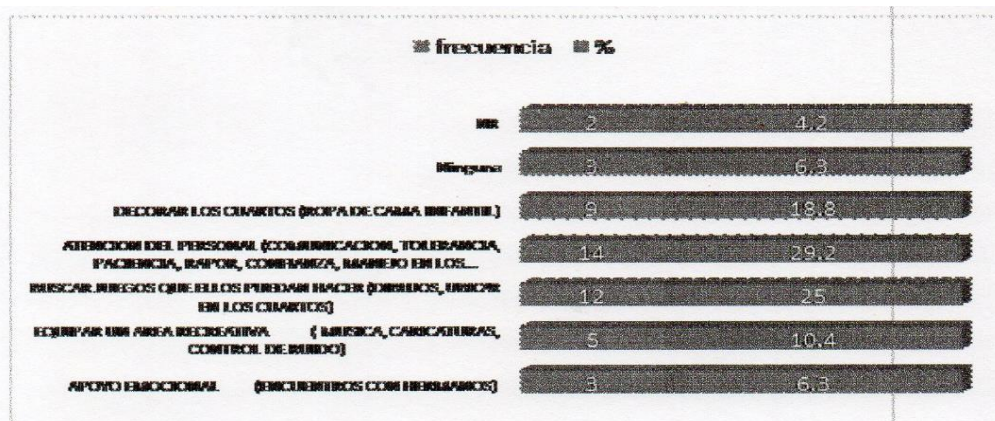 frecuencia %
NR 2 4.2
Ninguna 3 6.3
DECORAR LOS CUARTOS (ROPA DE CAMA INFANTIL) 9 18.8
ATENCION DEL PERSONAL (COMUNICACION, TOLERANCIA,
PACIENCIA, RAPOR, CONFIANZA, MANEJO EN LOS... 14 29.2
BUSCAR JUEGOS QUE ELLOS PUEDAN HACER (DIBUJOS, UBICAR
EN LOS CUARTOS) 12 25
EQUIPAR UN AREA RECREATIVA ( MUSICA, CARICATURAS,
CONTROL DE RUIDO) 5 10.4
APOYO EMOCIONAL (ENCUENTROS CON HERMANOS) 3 6.3